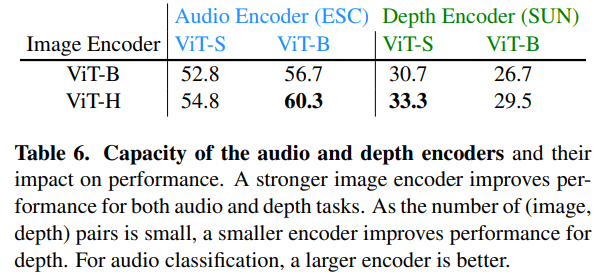 Audio Encoder (ESC) Depth Encoder (SUN)
Image Encoder ViT-S ViT-B ViT-S ViT-B
ViT-B 52.8 56.7 30.7 26.7
ViT-H 54.8 60.3 33.3 29.5
Table 6. Capacity of the audio and depth encoders and their
impact on performance. A stronger image encoder improves per-
formance for both audio and depth tasks. As the number of (image,
depth) pairs is small, a smaller encoder improves performance for
depth. For audio classification, a larger encoder is better.